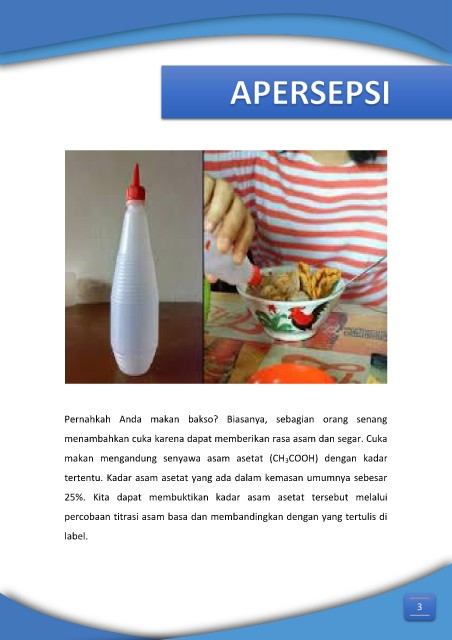 APERSEPSI
Pernahkah Anda makan bakso? Biasanya, sebagian orang senang
menambahkan cuka karena dapat memberikan rasa asam dan segar. Cuka
makan mengandung senyawa asam asetat (CH₃COOH) dengan kadar
tertentu. Kadar asam asetat yang ada dalam kemasan umumnya sebesar
25%. Kita dapat membuktikan kadar asam asetat tersebut melalui
percobaan titrasi asam basa dan membandingkan dengan yang tertulis di
label.
3